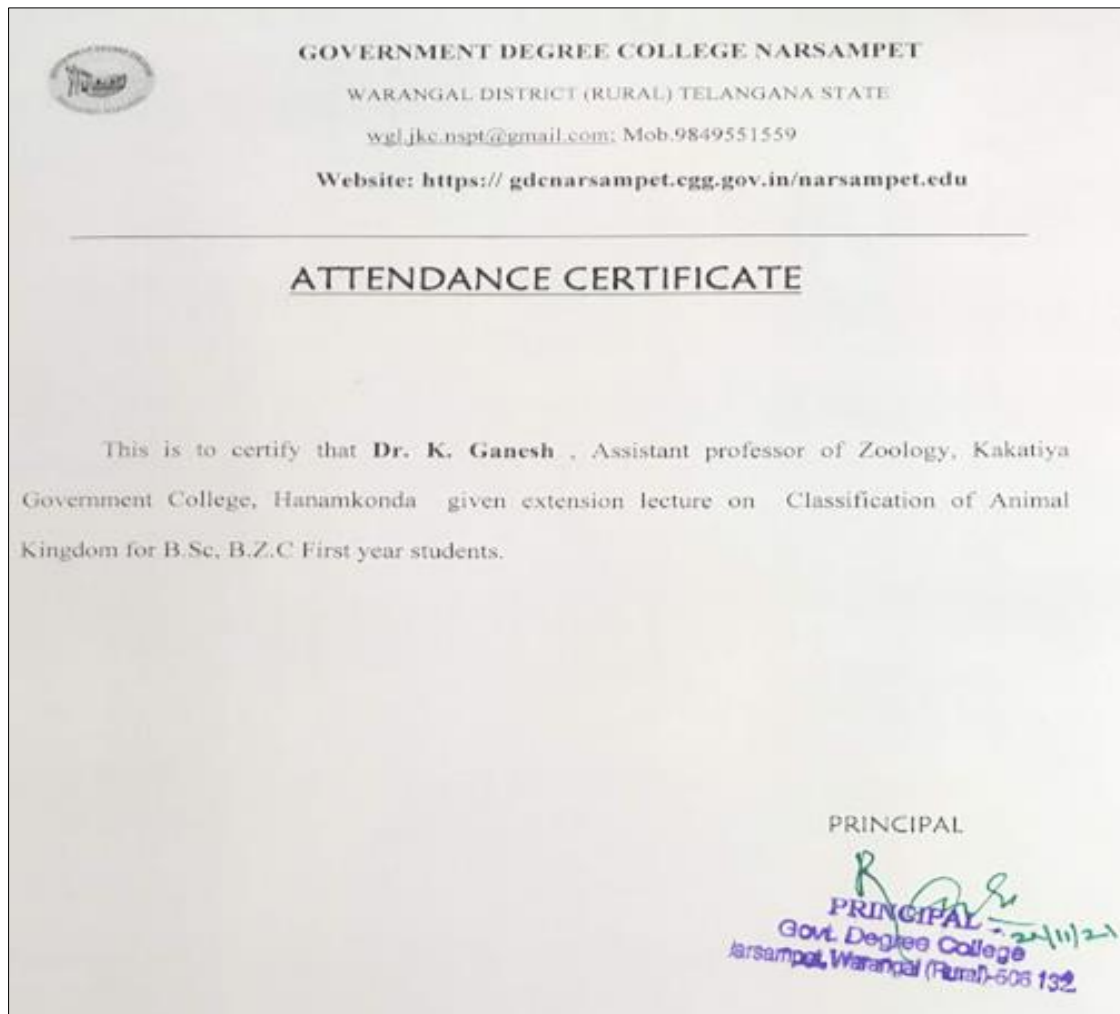 GOVERNMENT DEGREE COLLEGE NARSAMPET
WARANGAL DISTRICT (RURAL) TELANGANA STATE
wgl.jkc.nspt@gmail.com; Mob.9849551559
Website: https:// gdcnarsampet.cgg.gov.in/narsampet.edu
ATTENDANCE CERTIFICATE
This is to certify that Dr. K. Ganesh , Assistant professor of Zoology, Kakatiya
Government College, Hanamkonda given extension lecture on Classification of Animal
Kingdom for B.Sc, B.Z.C First year students.
PRINCIPAL
PRINCIPAL
Govt. Degree College
Narsampet, Warangal (Rural)-506 132